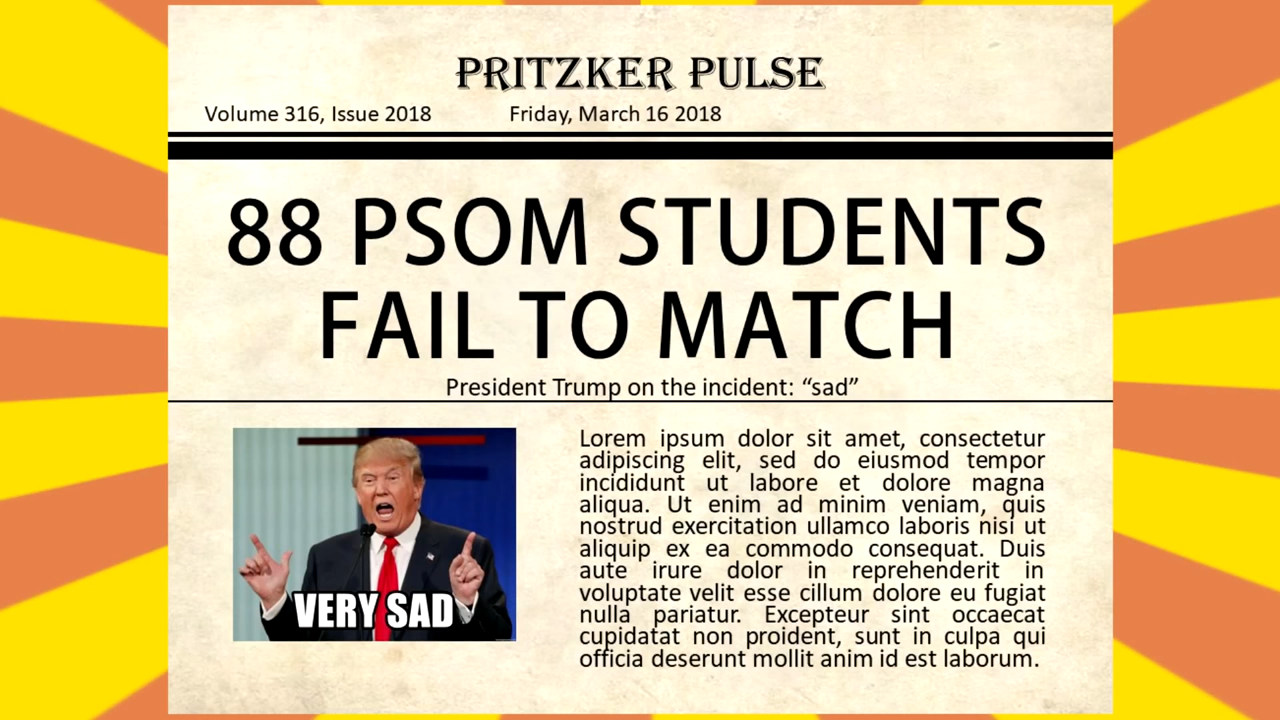 PRITZKER PULSE
Volume 316, Issue 2018 Friday, March 16 2018
88 PSOM STUDENTS
FAIL TO MATCH
President Trump on the incident: “sad”
VERY SAD
Lorem ipsum dolor sit amet, consectetur
adipiscing elit, sed do eiusmod tempor
incididunt ut labore et dolore magna
aliqua. Ut enim ad minim veniam, quis
nostrud exercitation ullamco laboris nisi ut
aliquip ex ea commodo consequat. Duis
aute irure dolor in reprehenderit in
voluptate velit esse cillum dolore eu fugiat
nulla pariatur. Excepteur sint occaecat
cupidatat non proident, sunt in culpa qui
officia deserunt mollit anim id est laborum.